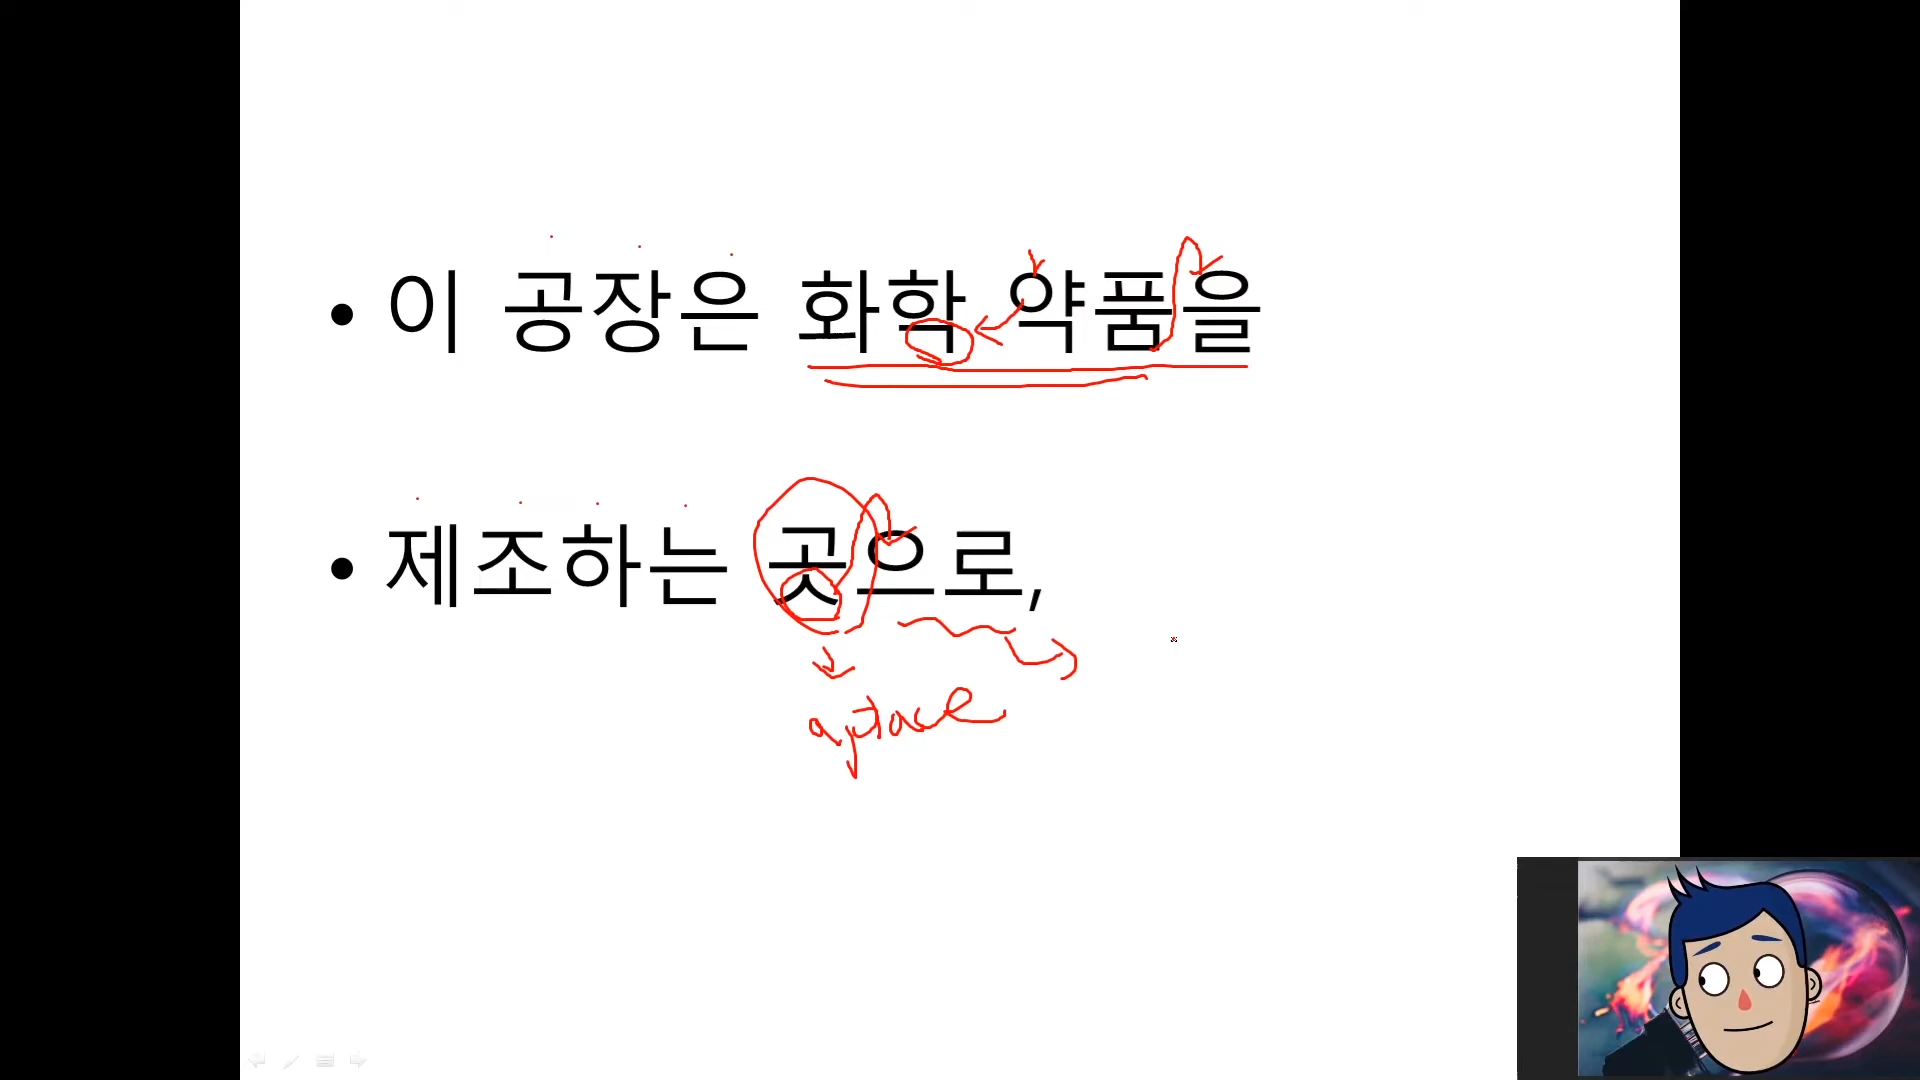 • 이 공장은 화학 약품을
• 제조하는 곳으로,
a place